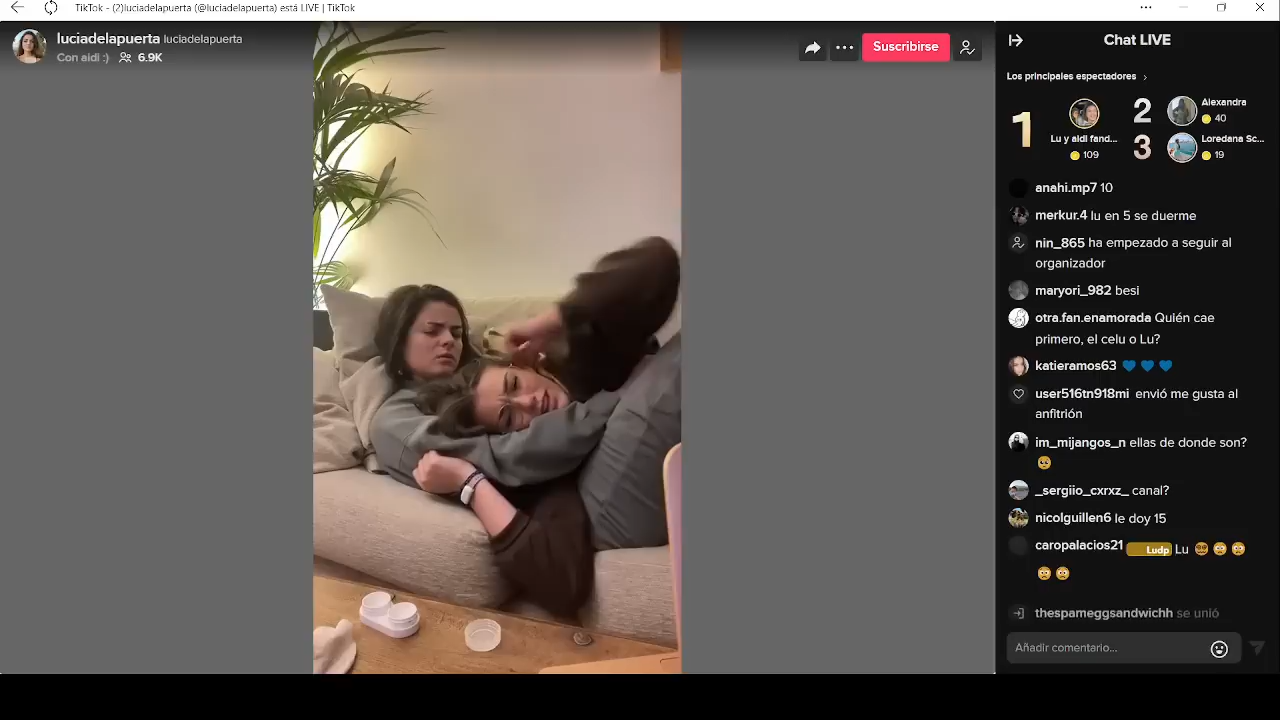 TikTok - (2)luciadelapuerta (@luciadelapuerta) está LIVE | TikTok
luciadelapuerta luciadelapuerta
Con aidi :) 6.9K
Suscribirse
Chat LIVE
Los principales espectadores
1
Lu y aidi fand...
109
2
Alexandra
40
3
Loredana Sc...
19
anahi.mp7 10
merkur.4 lu en 5 se duerme
nin_865 ha empezado a seguir al
organizador
maryori_982 besi
otra.fan.enamorada Quién cae
primero, el celu o Lu?
katieramos63 💙 💙 💙
user516tn918mi envió me gusta al
anfitrión
im_mijangos_n ellas de donde son?
🥺
_sergiio_cxrxz_ canal?
nicolguillen6 le doy 15
caropalacios21 Ludp Lu
thespameggsandwichh se unió
Añadir comentario...